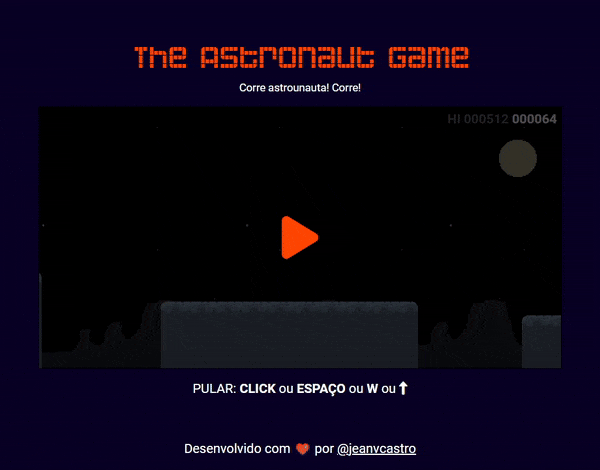 The Astronaut Game
Corre astrounauta! Corre!
HI 000512 000064
PULAR: CLICK ou ESPAÇO ou W ou ⬆
Desenvolvido com ❤ por @jeanvcastro